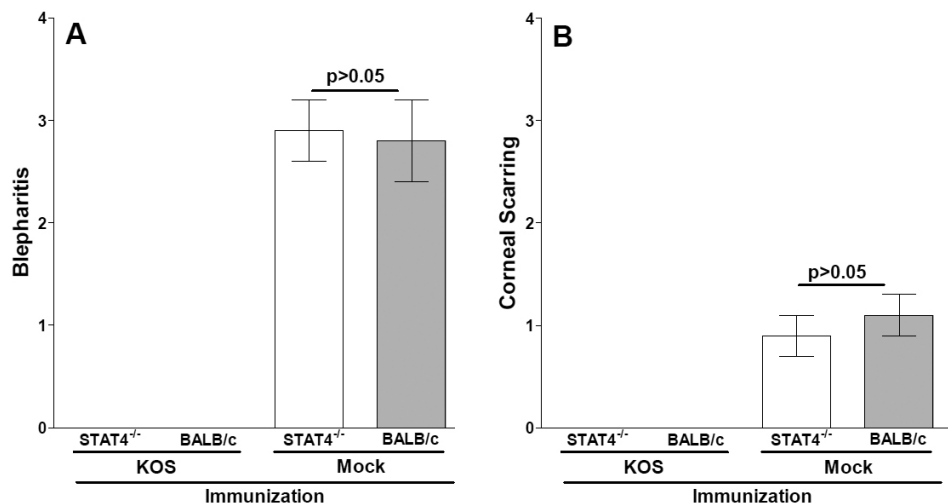 A
4
3
2
1
0
Blepharitis
p>0.05
STAT4-/- BALB/c STAT4-/- BALB/c
KOS Mock
Immunization
B
4
3
2
1
0
Corneal Scarring
p>0.05
STAT4-/- BALB/c STAT4-/- BALB/c
KOS Mock
Immunization